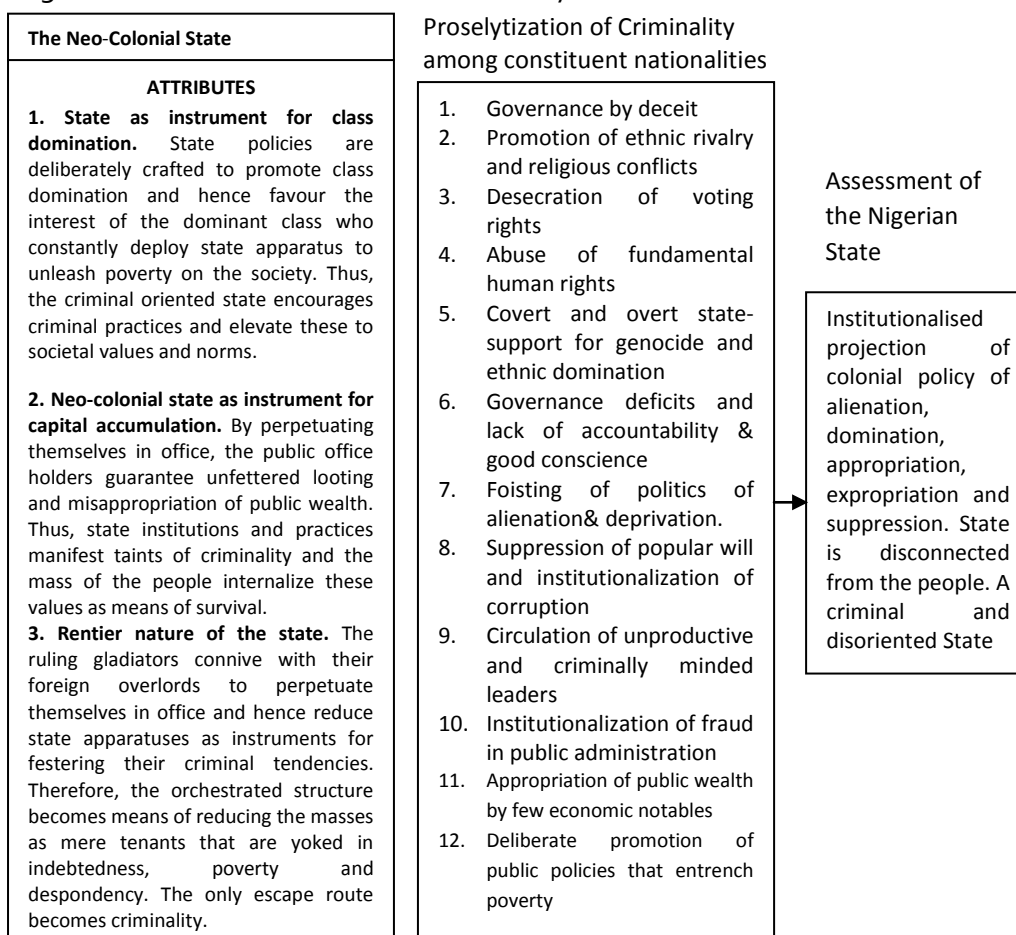 The Neo-Colonial State
ATTRIBUTES
1. State as instrument for class
domination. State policies are
deliberately crafted to promote class
domination and hence favour the
interest of the dominant class who
constantly deploy state apparatus to
unleash poverty on the society. Thus,
the criminal oriented state encourages
criminal practices and elevate these to
societal values and norms.
2. Neo-colonial state as instrument for
capital accumulation. By perpetuating
themselves in office, the public office
holders guarantee unfettered looting
and misappropriation of public wealth.
Thus, state institutions and practices
manifest taints of criminality and the
mass of the people internalize these
values as means of survival.
3. Rentier nature of the state. The
ruling gladiators connive with their
foreign overlords to perpetuate
themselves in office and hence reduce
state apparatuses as instruments for
festering their criminal tendencies.
Therefore, the orchestrated structure
becomes means of reducing the masses
as mere tenants that are yoked in
indebtedness, poverty and
despondency. The only escape route
becomes criminality.
Proselytization of Criminality
among constituent nationalities
1. Governance by deceit
2. Promotion of ethnic rivalry
and religious conflicts
3. Desecration of voting
rights
4. Abuse of fundamental
human rights
5. Covert and overt state-
support for genocide and
ethnic domination
6. Governance deficits and
lack of accountability &
good conscience
7. Foisting of politics of
alienation& deprivation.
8. Suppression of popular will
and institutionalization of
corruption
9. Circulation of unproductive
and criminally minded
leaders
10. Institutionalization of fraud
in public administration
11. Appropriation of public wealth
by few economic notables
12. Deliberate promotion of
public policies that entrench
poverty
Assessment of
the Nigerian
State
Institutionalised
projection of
colonial policy of
alienation,
domination,
appropriation,
expropriation and
suppression. State
is disconnected
from the people. A
criminal and
disoriented State